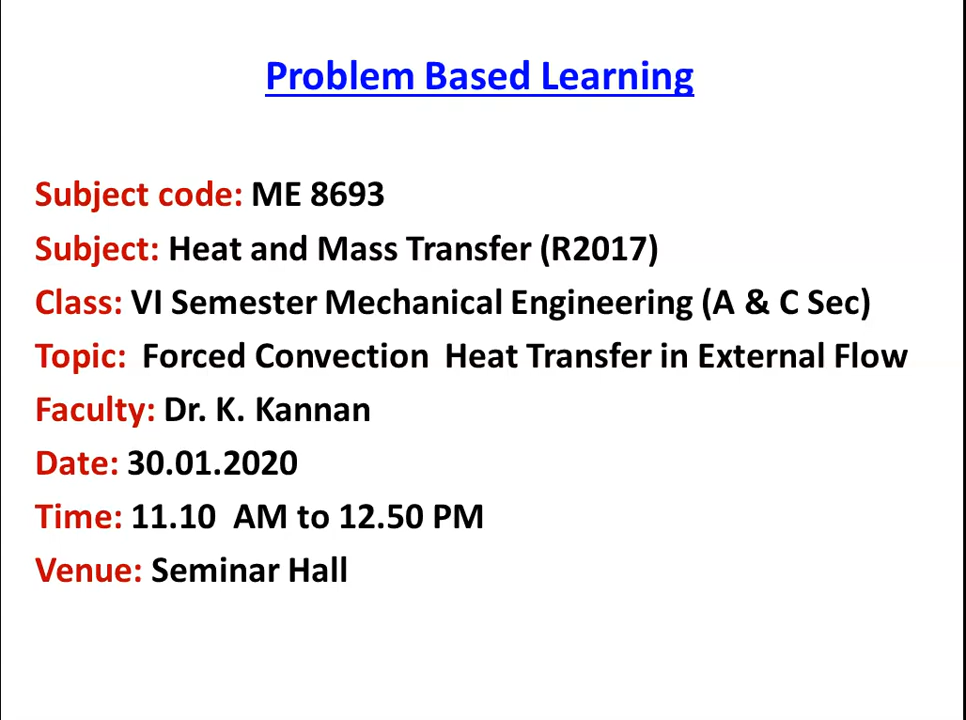 Problem Based Learning
Subject code: ME 8693
Subject: Heat and Mass Transfer (R2017)
Class: VI Semester Mechanical Engineering (A & C Sec)
Topic: Forced Convection Heat Transfer in External Flow
Faculty: Dr. K. Kannan
Date: 30.01.2020
Time: 11.10 AM to 12.50 PM
Venue: Seminar Hall